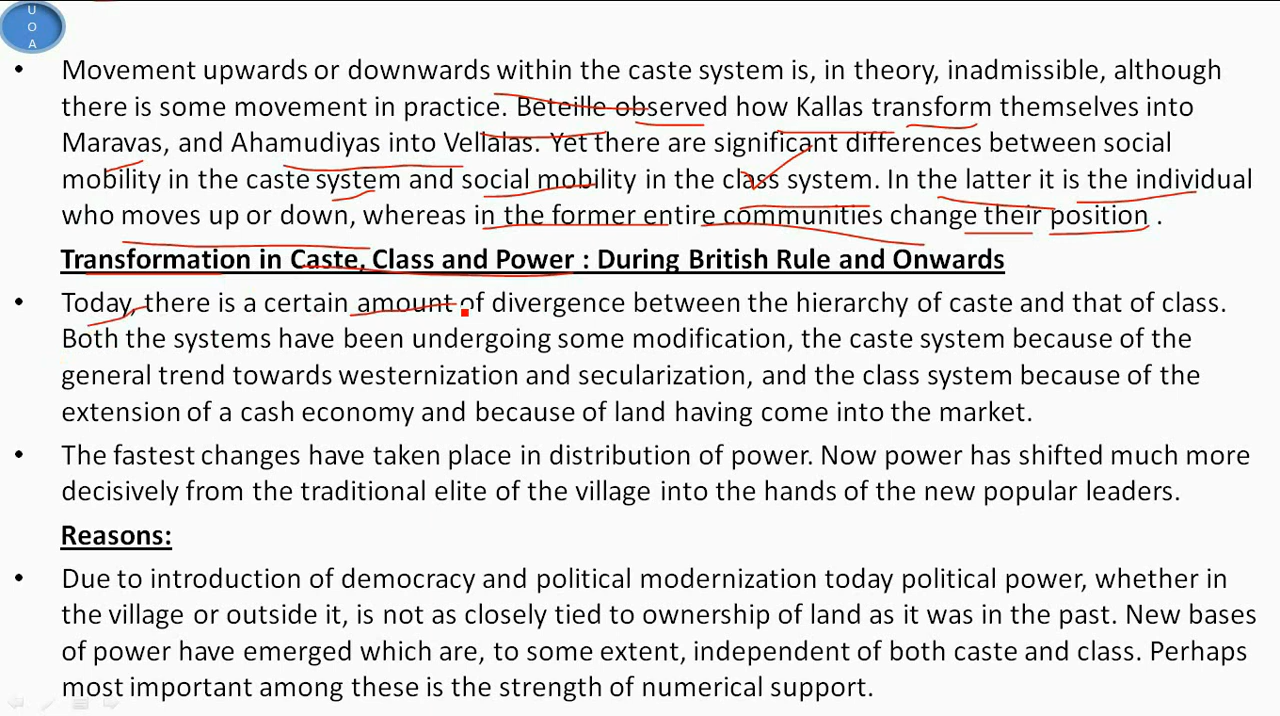 U
O
A
• Movement upwards or downwards within the caste system is, in theory, inadmissible, although
there is some movement in practice. Beteille observed how Kallas transform themselves into
Maravas, and Ahamudiyas into Vellalas. Yet there are significant differences between social
mobility in the caste system and social mobility in the class system. In the latter it is the individual
who moves up or down, whereas in the former entire communities change their position .
Transformation in Caste, Class and Power : During British Rule and Onwards
• Today, there is a certain amount of divergence between the hierarchy of caste and that of class.
Both the systems have been undergoing some modification, the caste system because of the
general trend towards westernization and secularization, and the class system because of the
extension of a cash economy and because of land having come into the market.
• The fastest changes have taken place in distribution of power. Now power has shifted much more
decisively from the traditional elite of the village into the hands of the new popular leaders.
Reasons:
• Due to introduction of democracy and political modernization today political power, whether in
the village or outside it, is not as closely tied to ownership of land as it was in the past. New bases
of power have emerged which are, to some extent, independent of both caste and class. Perhaps
most important among these is the strength of numerical support.